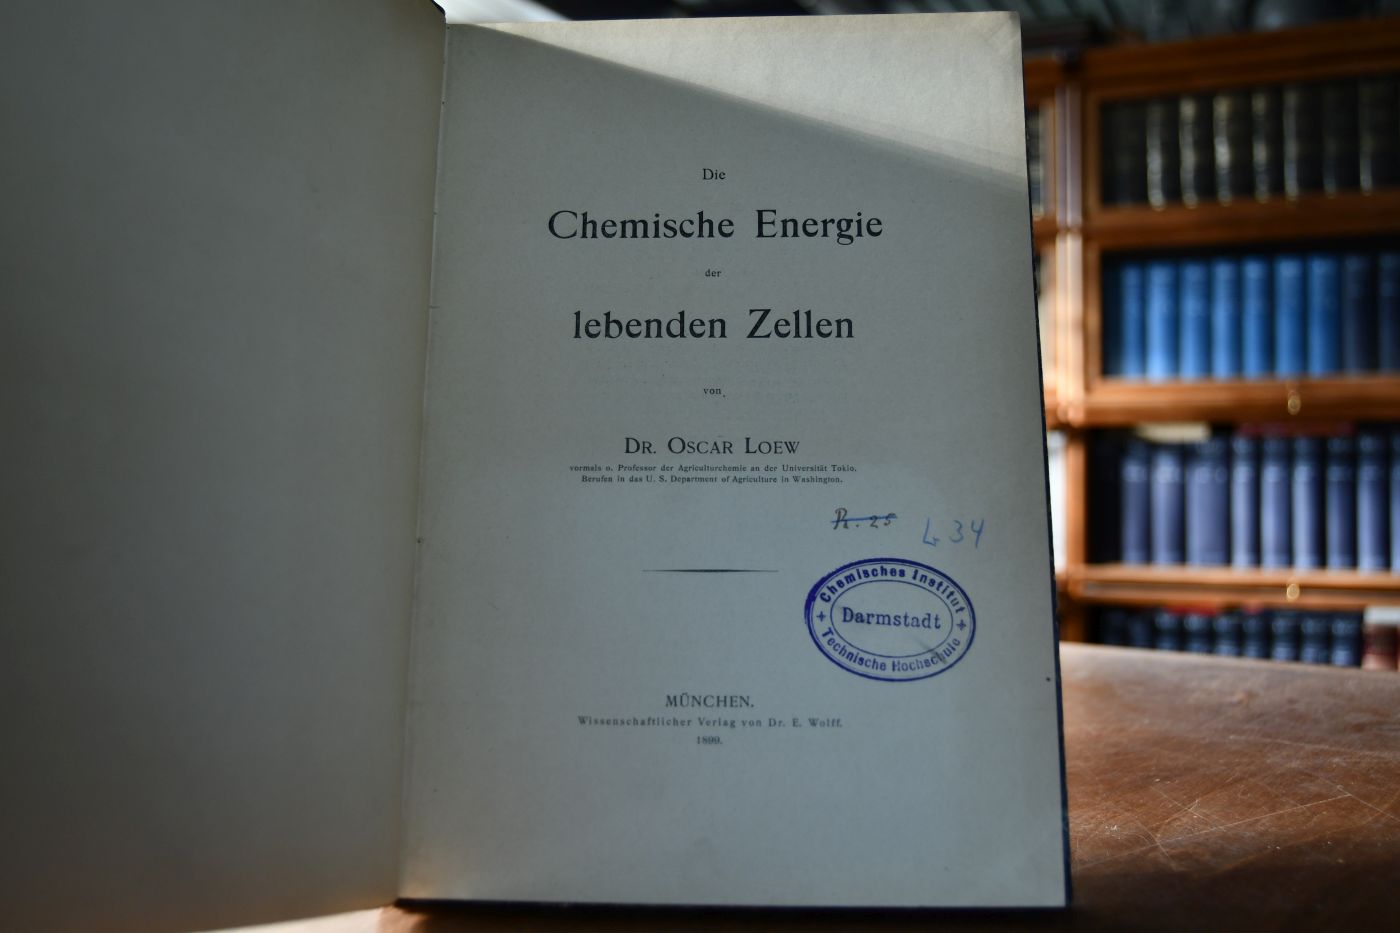 Die
Chemische Energie
der
lebenden Zellen
von
DR. OSCAR LOEW
vormals o. Professor der Agriculturchemie an der Universität Tokio.
Berufen in das U. S. Department of Agriculture in Washington.
R. 25
L 34
Chemisches Institut
Darmstadt
Technische Hochschule
MÜNCHEN.
Wissenschaftlicher Verlag von Dr. E. Wolff.
1899.